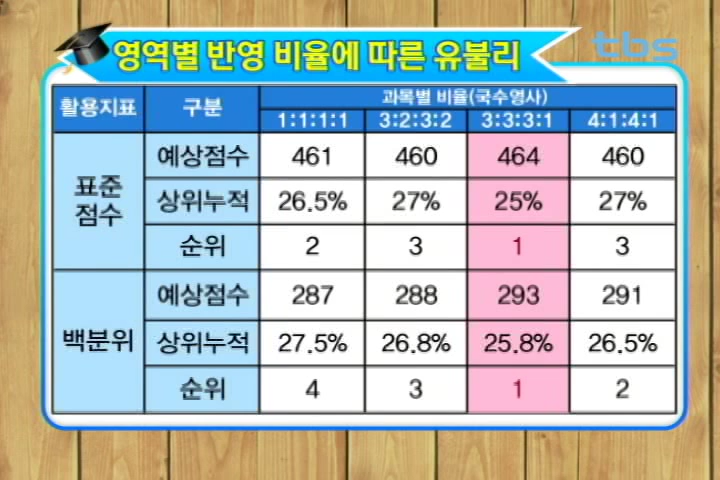 영역별 반영 비율에 따른 유불리
tbs
활용지표 구분 과목별 비율(국수영사)
1:1:1:1 3:2:3:2 3:3:3:1 4:1:4:1
표준점수 예상점수 461 460 464 460
상위누적 26.5% 27% 25% 27%
순위 2 3 1 3
백분위 예상점수 287 288 293 291
상위누적 27.5% 26.8% 25.8% 26.5%
순위 4 3 1 2